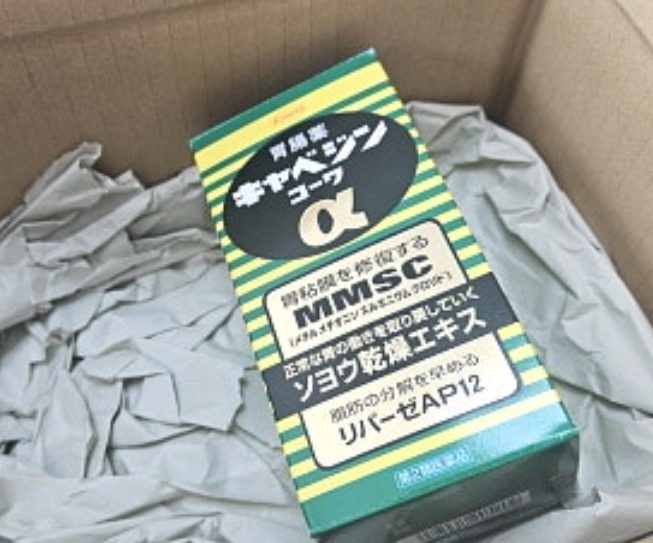 Kowa
胃腸薬
キャベジン
コーワ
α
胃粘膜を修復する
MMSC
(メチルメチオニンスルホニウムクロリド)
正常な胃の働きを取り戻していく
ソヨウ乾燥エキス
脂肪の分解を早める
リパーゼAP12
第2類医薬品